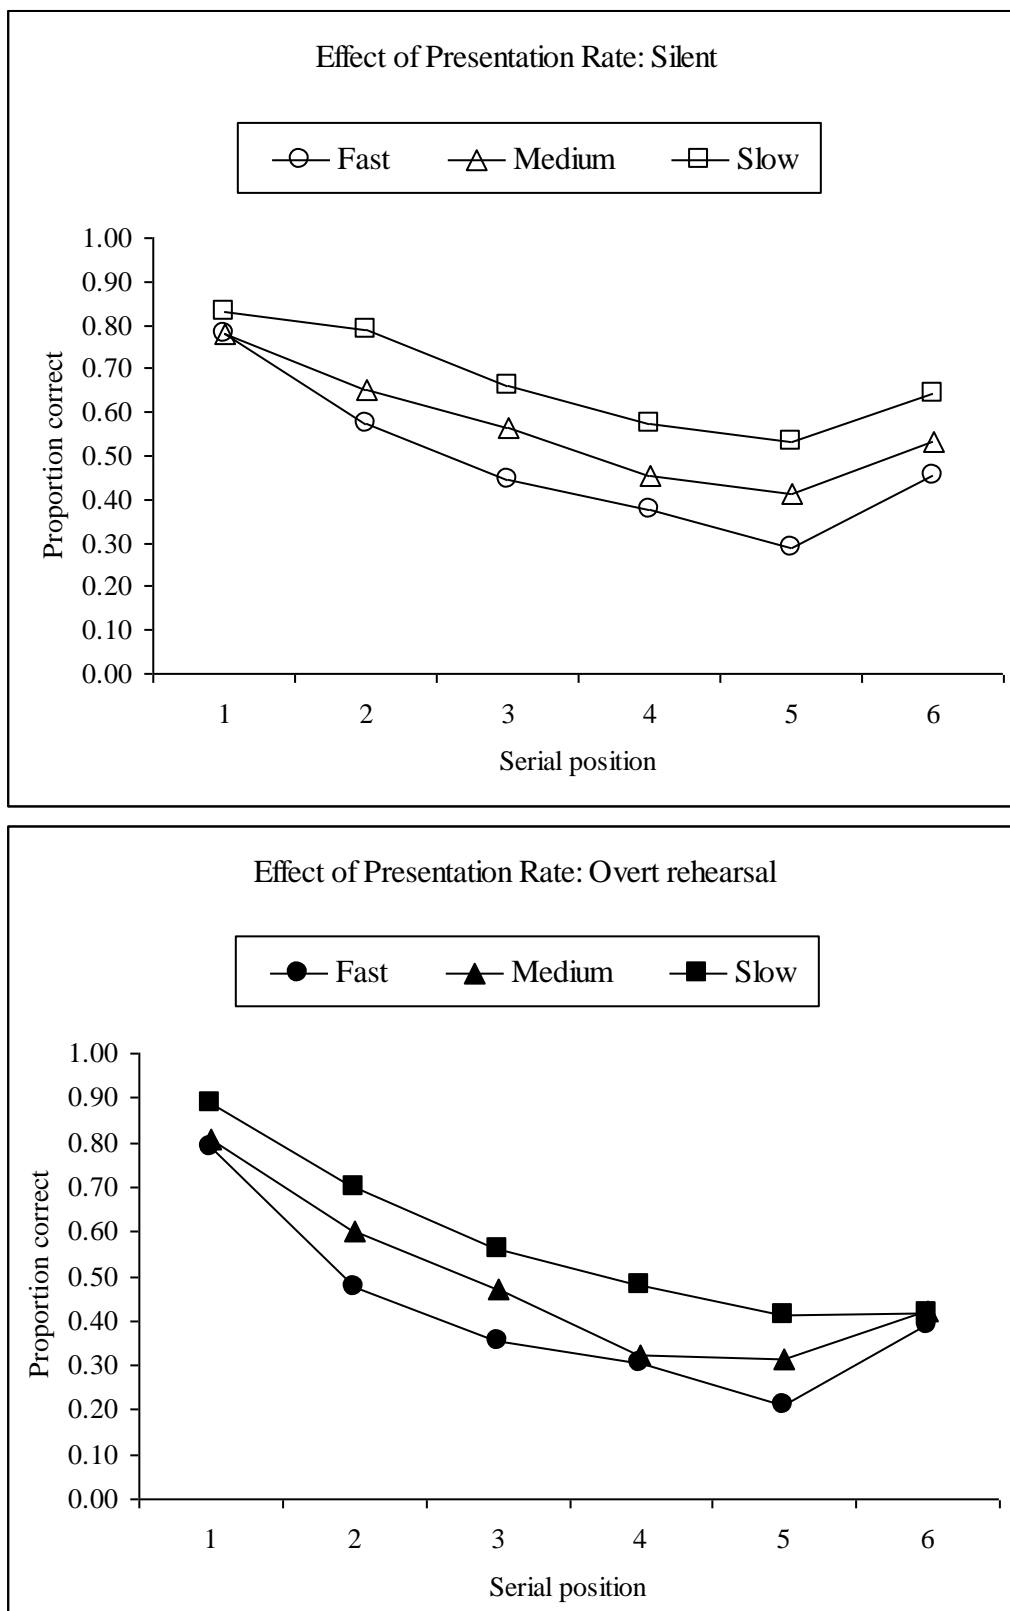 Effect of Presentation Rate: Silent
Fast Medium Slow
1.00
0.90
0.80
0.70
0.60
0.50
0.40
0.30
0.20
0.10
0.00
Proportion correct
1 2 3 4 5 6
Serial position
Effect of Presentation Rate: Overt rehearsal
Fast Medium Slow
1.00
0.90
0.80
0.70
0.60
0.50
0.40
0.30
0.20
0.10
0.00
Proportion correct
1 2 3 4 5 6
Serial position